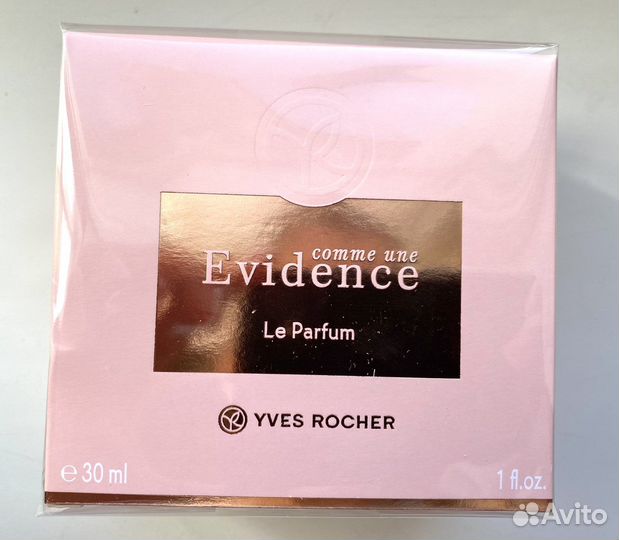 comme une
Evidence
Le Parfum
YVES ROCHER
℮ 30 ml
1 fl.oz.
Avito